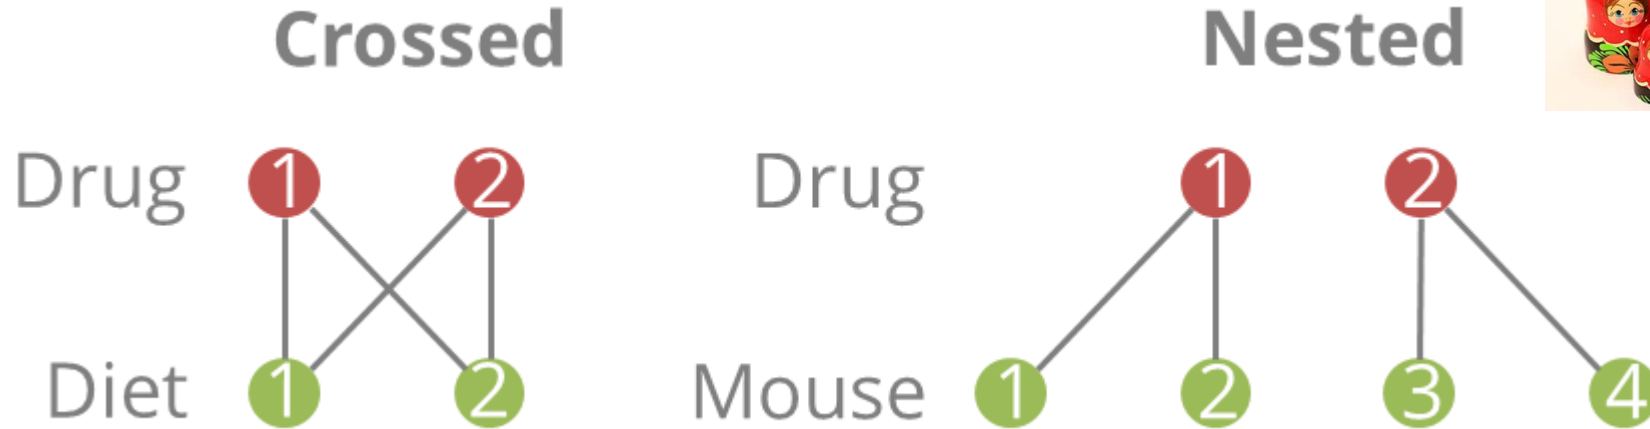 Crossed
Drug 1 2
Diet 1 2
Nested
Drug 1 2
Mouse 1 2 3 4